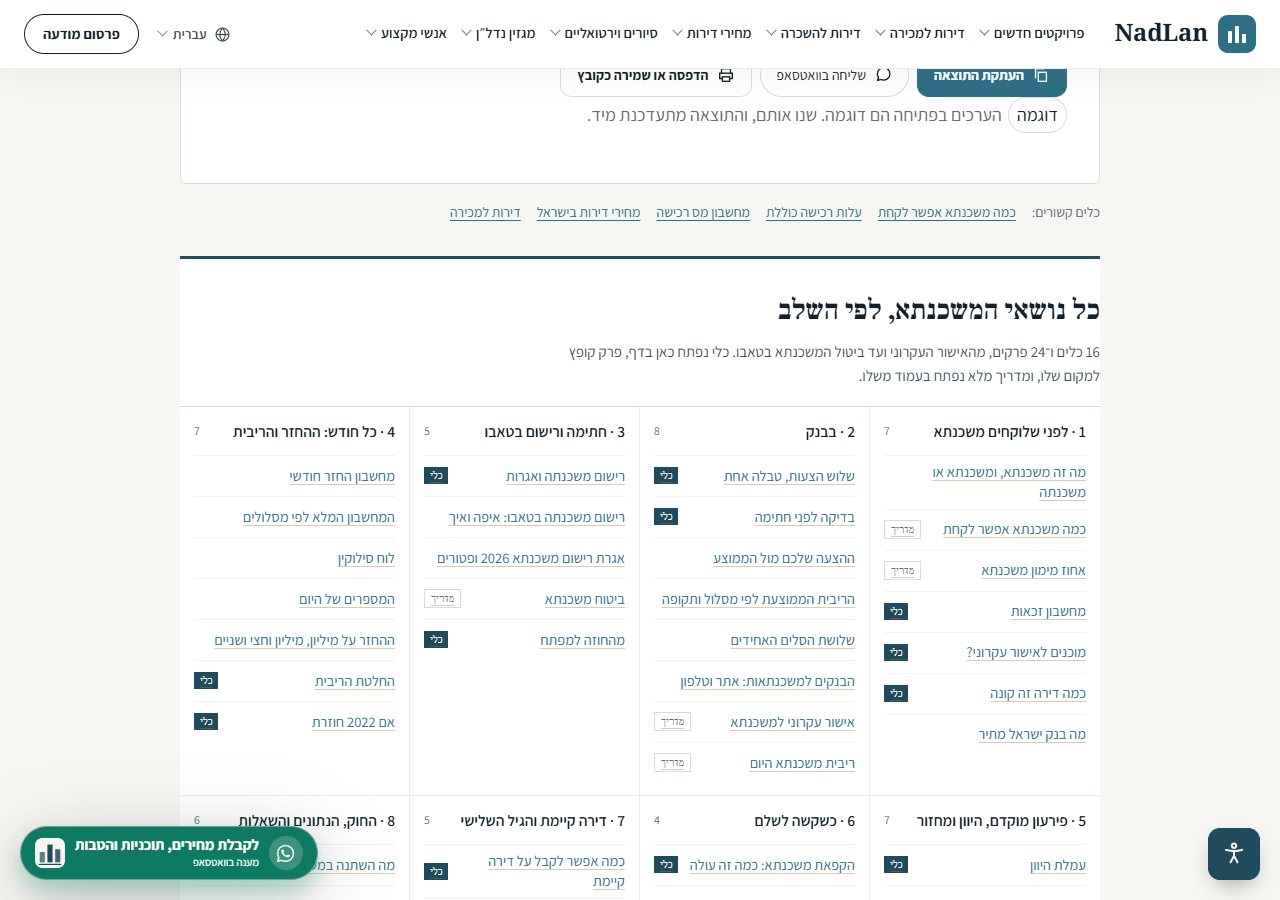 NadLan
פרויקטים חדשים
דירות למכירה
דירות להשכרה
מחירי דירות
סיורים וירטואליים
מגזין נדל״ן
אנשי מקצוע
עברית
פרסום מודעה
העתקת התוצאה
שליחה בוואטסאפ
הדפסה או שמירה כקובץ
דוגמה הערכים בפתיחה הם דוגמה. שנו אותם, והתוצאה מתעדכנת מיד.
כלים קשורים: כמה משכנתא אפשר לקחת עלות רכישה כוללת מחשבון מס רכישה מחירי דירות בישראל דירות למכירה
כל נושאי המשכנתא, לפי השלב
16 כלים ו־24 פרקים, מהאישור העקרוני ועד ביטול המשכנתא בטאבו. כלי נפתח כאן בדף, פרק קופץ
למקום שלו, ומדריך מלא נפתח בעמוד משלו.
1 · לפני שלוקחים משכנתא 7
מה זה משכנתא, ומשכנתא או
משכנתה
כמה משכנתא אפשר לקחת מדריך
אחוז מימון משכנתא מדריך
מחשבון זכאות כלי
מוכנים לאישור עקרוני? כלי
כמה דירה זה קונה כלי
מה בנק ישראל מתיר
2 · בבנק 8
שלוש הצעות, טבלה אחת כלי
בדיקה לפני חתימה כלי
ההצעה שלכם מול הממוצע
הריבית הממוצעת לפי מסלול ותקופה
שלושת הסלים האחידים
הבנקים למשכנתאות: אתר וטלפון
אישור עקרוני למשכנתא מדריך
ריבית משכנתא היום מדריך
3 · חתימה ורישום בטאבו 5
רישום משכנתה ואגרות כלי
רישום משכנתה בטאבו: איפה ואיך
אגרת רישום משכנתא 2026 ופטורים
ביטוח משכנתא מדריך
מהחוזה למפתח כלי
4 · כל חודש: ההחזר והריבית 7
מחשבון החזר חודשי
המחשבון המלא לפי מסלולים
לוח סילוקין
המספרים של היום
ההחזר על מיליון, מיליון וחצי ושניים
החלטת הריבית כלי
אם 2022 חוזרת כלי
5 · פירעון מוקדם, היוון ומחזור 7
עמלת היוון כלי
6 · כשקשה לשלם 4
הקפאת משכנתא: כמה זה עולה כלי
7 · דירה קיימת והגיל השלישי 5
כמה אפשר לקבל על דירה
קיימת כלי
8 · החוק, הנתונים והשאלות 6
מה השתנה
לקבלת מחירים, תוכניות והטבות
מענה בוואטסאפ